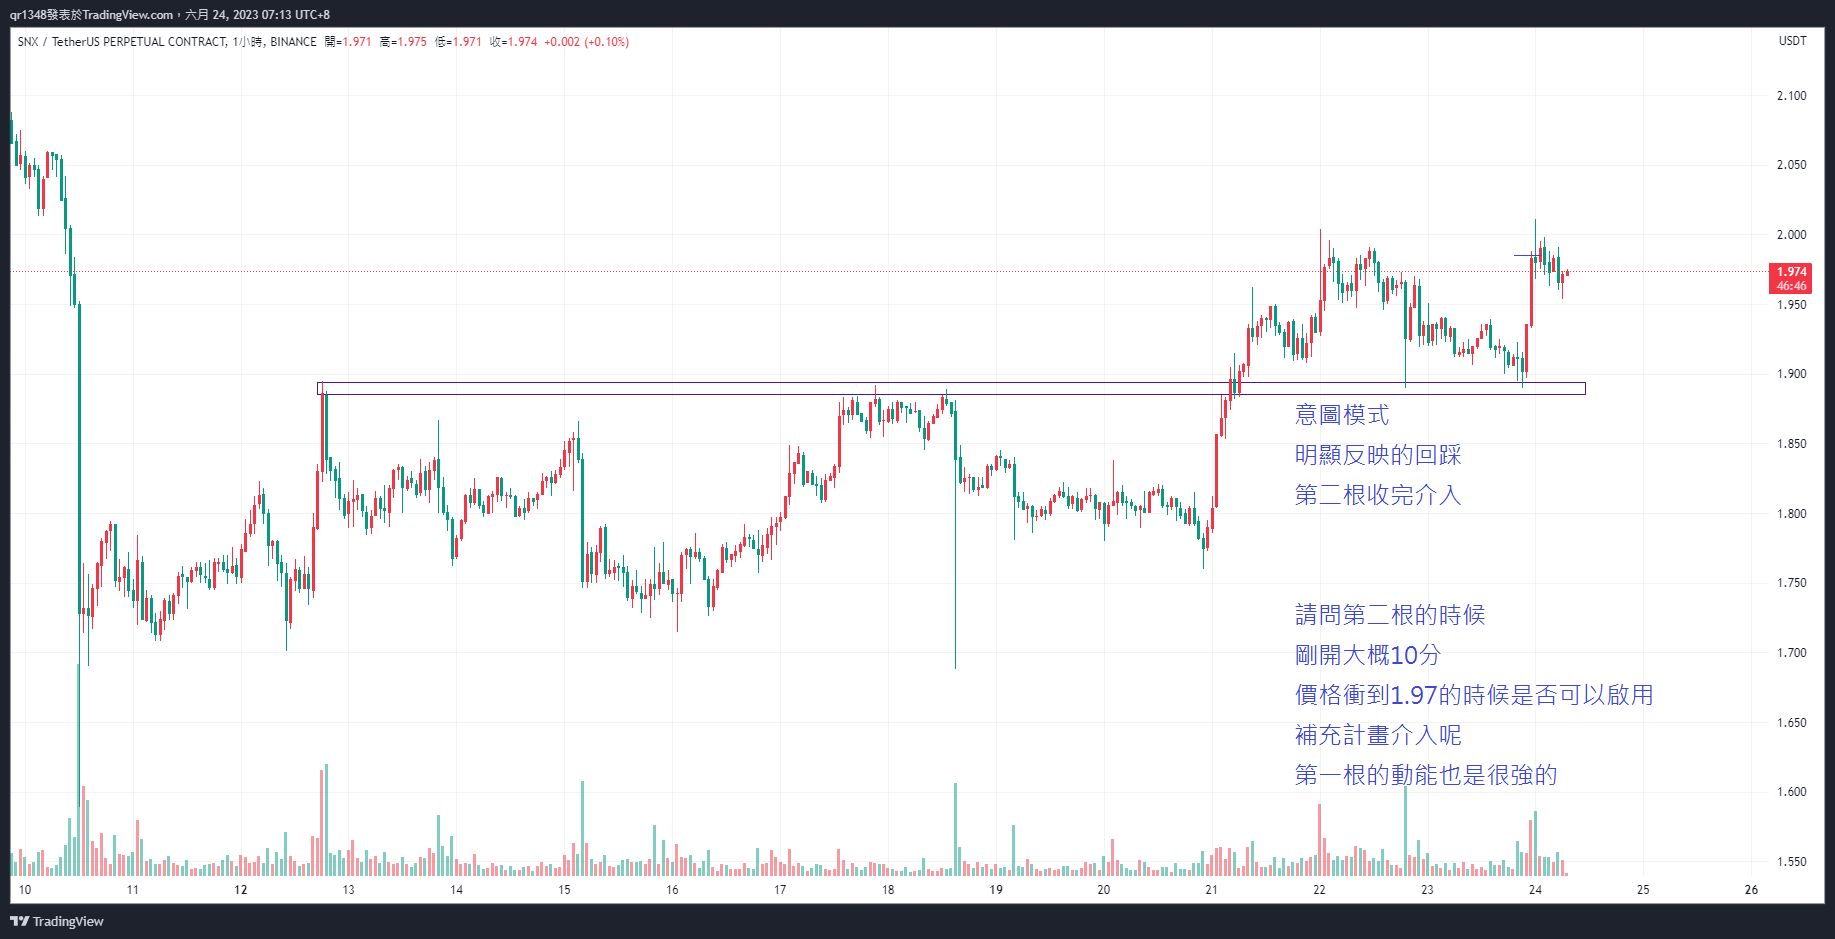 qr1348發表於TradingView.com，六月 24, 2023 07:13 UTC+8
SNX / TetherUS PERPETUAL CONTRACT, 1小時, BINANCE 開=1.971 高=1.975 低=1.971 收=1.974 +0.002 (+0.10%)
USDT
2.100
2.050
2.000
1.974
46:46
1.950
1.900
1.850
1.800
1.750
1.700
1.650
1.600
1.550
意圖模式
明顯反映的回踩
第二根收完介入
請問第二根的時候
剛開大概10分
價格衝到1.97的時候是否可以啟用
補充計畫介入呢
第一根的動能也是很強的
10 11 12 13 14 15 16 17 18 19 20 21 22 23 24 25 26
TradingView